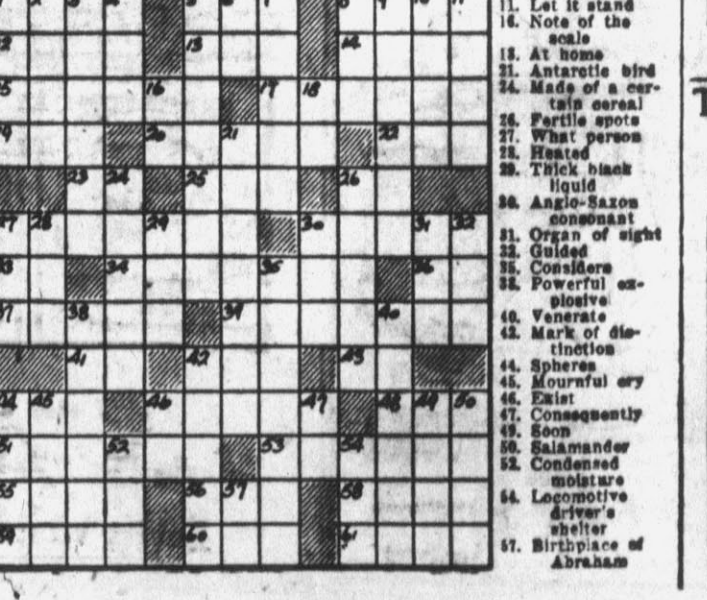 11. Let it stand
16. Note of the
scale
18. At home
21. Antarctic bird
24. Made of a cer-
tain cereal
26. Fertile spots
27. What person
28. Heated
29. Thick black
liquid
30. Anglo-Saxon
consonant
31. Organ of sight
32. Guided
35. Considers
38. Powerful ex-
plosive
40. Venerate
42. Mark of dis-
tinction
44. Spheres
45. Mournful cry
46. Exist
47. Consequently
49. Soon
50. Salamander
52. Condensed
moisture
54. Locomotive
driver's
shelter
57. Birthplace of
Abraham
13 14
16 17 18
20 21 22
23 24 25 26
28 29 30 31 32
34 35 36
38 39 40
41 42 43
45 46 47 48 49 50
52 53 54
55 56 57 58
60 61